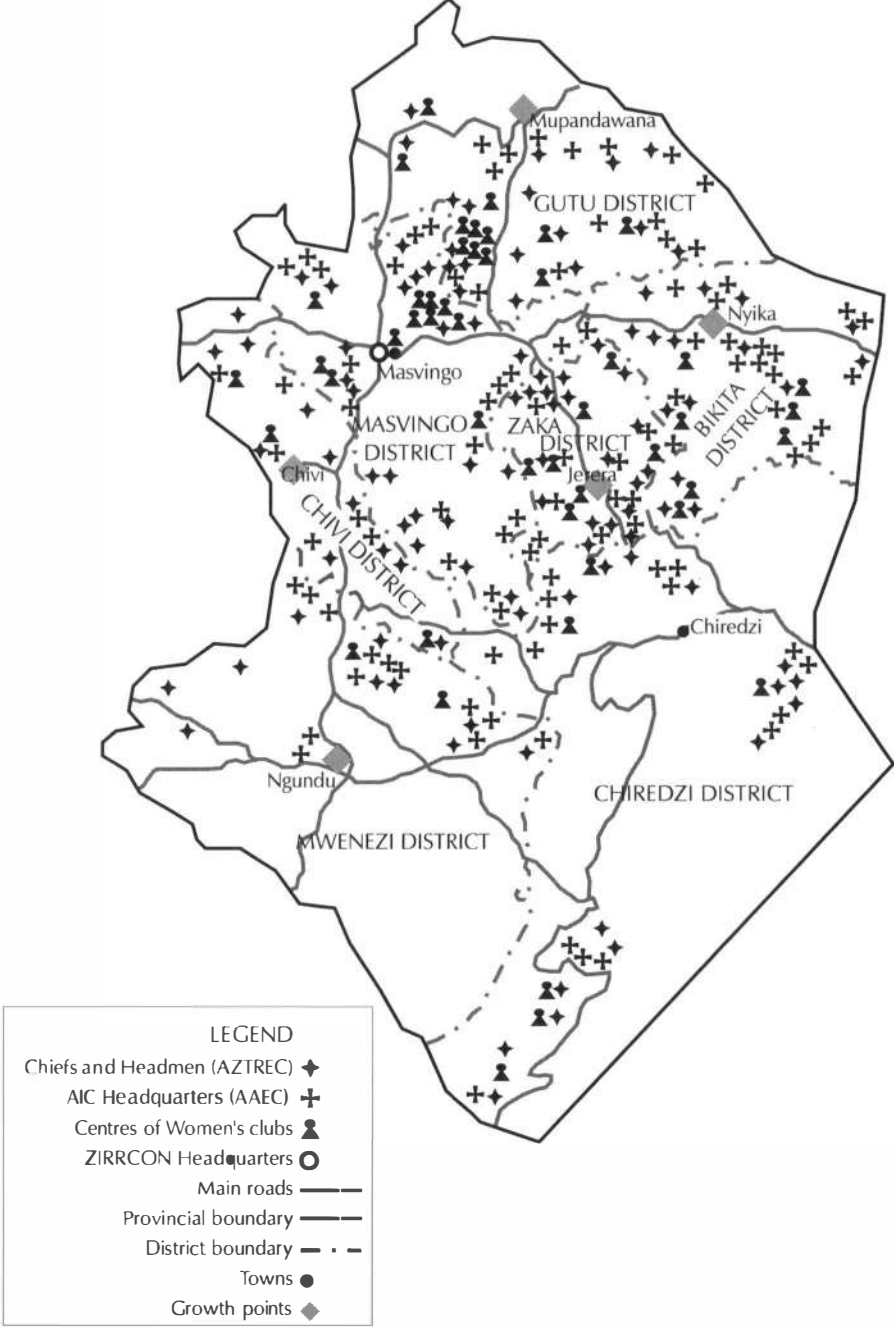 Mupandawana
GUTU DISTRICT
Nyika
Masvingo
MASVINGO
DISTRICT
ZAKA
DISTRICT
BIKITA
DISTRICT
Jerera
Chivi
CHIVI DISTRICT
Chiredzi
Ngundu
CHIREDZI DISTRICT
MWENEZI DISTRICT
LEGEND
Chiefs and Headmen (AZTREC)
AIC Headquarters (AAEC)
Centres of Women's clubs
ZIRRCON Headquarters
Main roads
Provincial boundary
District boundary
Towns
Growth points